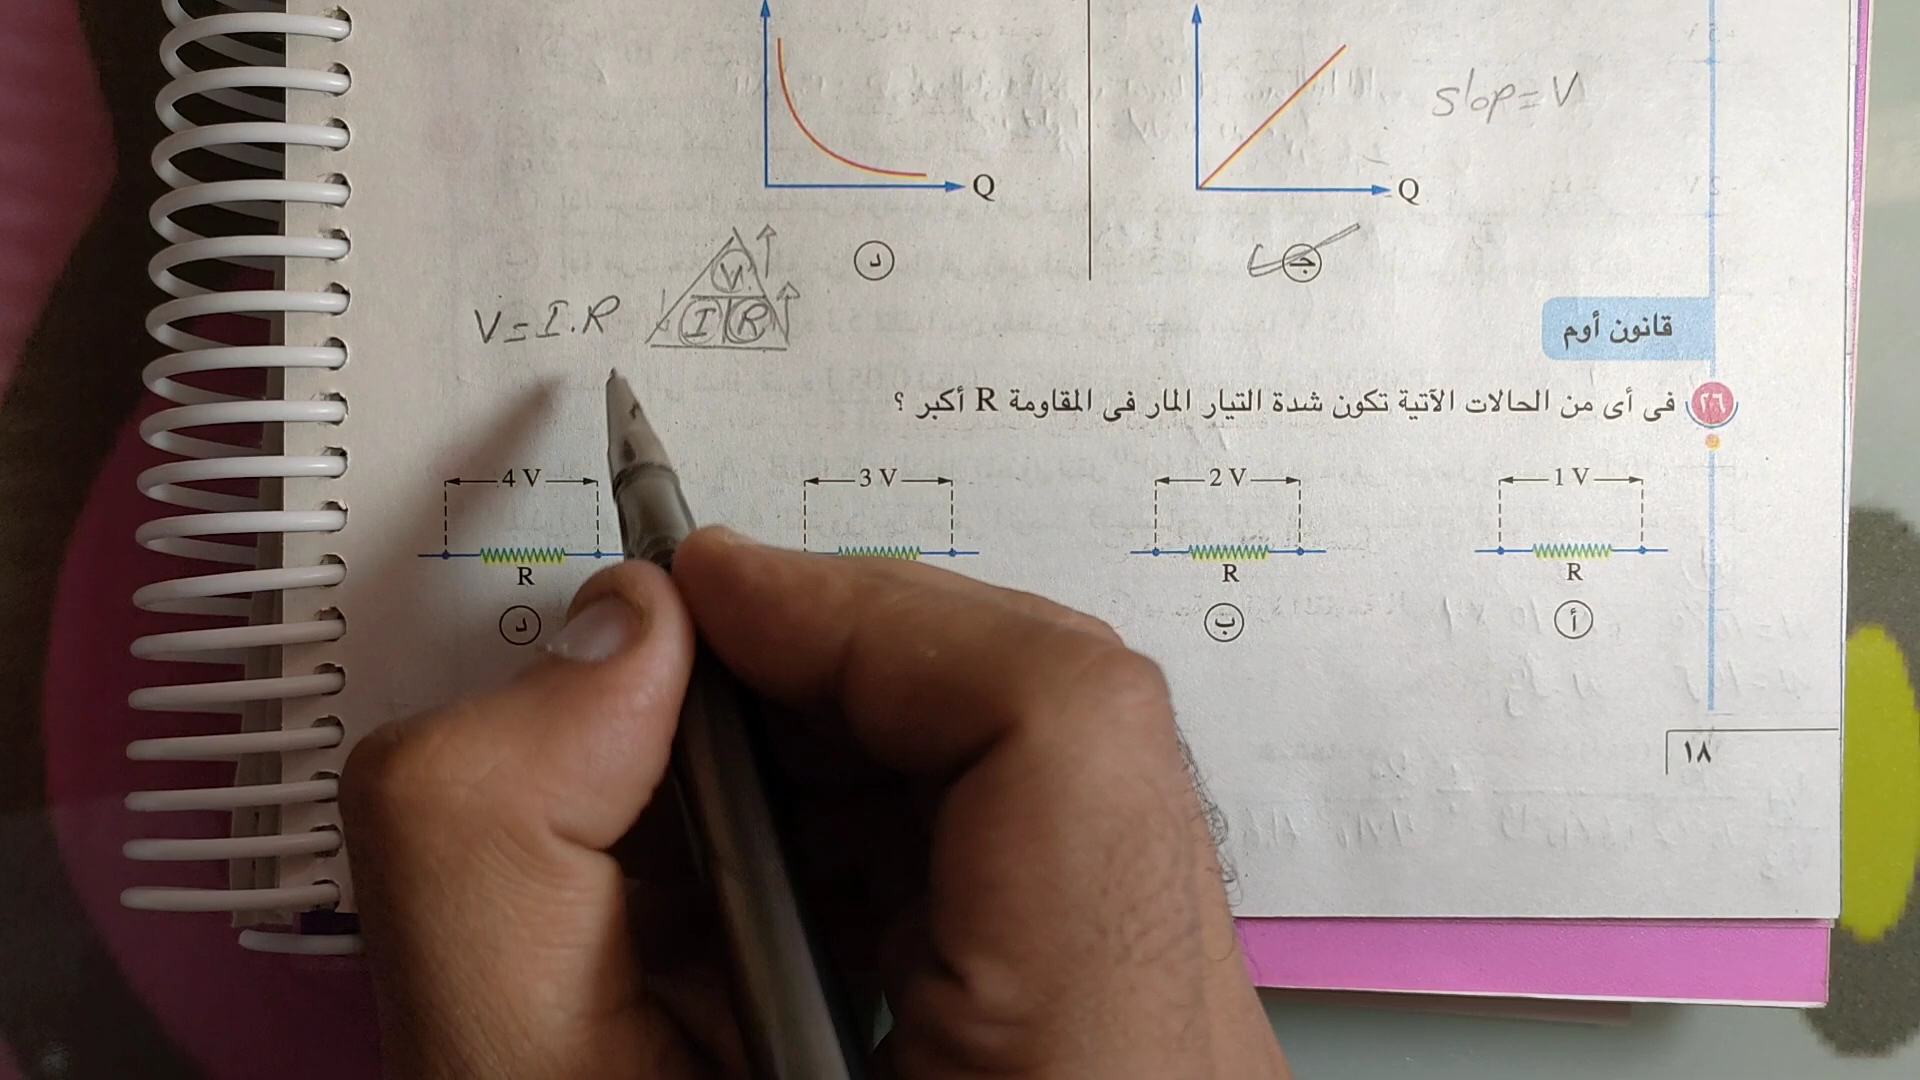 slop = V
Q
Q
جـ
د
V = I.R
V
I R
قانون أوم
٢٦ فى أى من الحالات الآتية تكون شدة التيار المار فى المقاومة R أكبر ؟
1 V
2 V
3 V
4 V
R
R
R
أ
ب
د
١٨